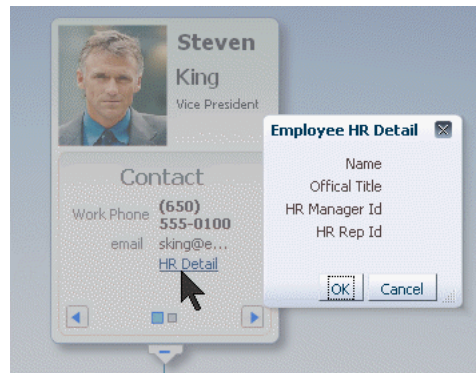 Steven
King
Vice President
Contact
Work Phone (650)
555-0100
email sking@e...
HR Detail
Employee HR Detail
Name
Offical Title
HR Manager Id
HR Rep Id
OK Cancel